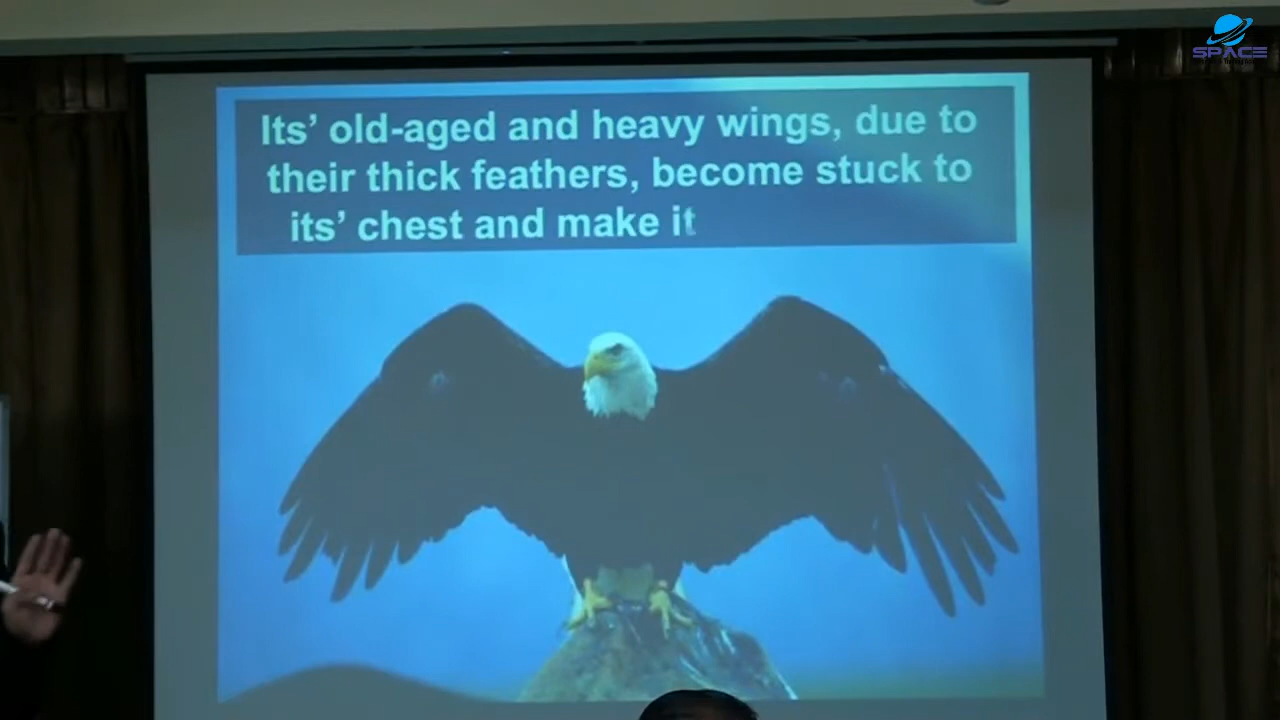 SPACE
Its’ old-aged and heavy wings, due to
their thick feathers, become stuck to
its’ chest and make it